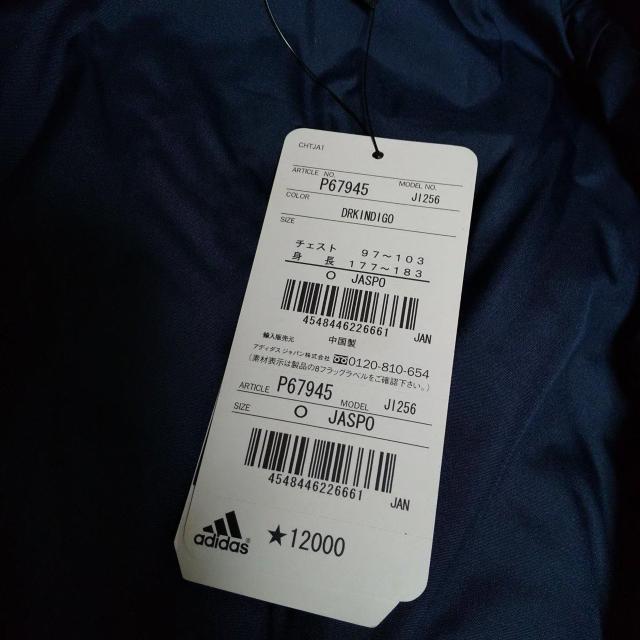 CHTJA1
ARTICLE NO. P67945 MODEL NO. JI256
COLOR DRKINDIGO
SIZE
チェスト 97～103
身長 177～183
O JASPO
4548446226661 JAN
輸入販売元 中国製
アディダス ジャパン株式会社 0120-810-654
(素材表示は製品の8フラッグラベルをご確認下さい。)
ARTICLE P67945 MODEL JI256
SIZE O JASPO
4548446226661 JAN
adidas ★12000